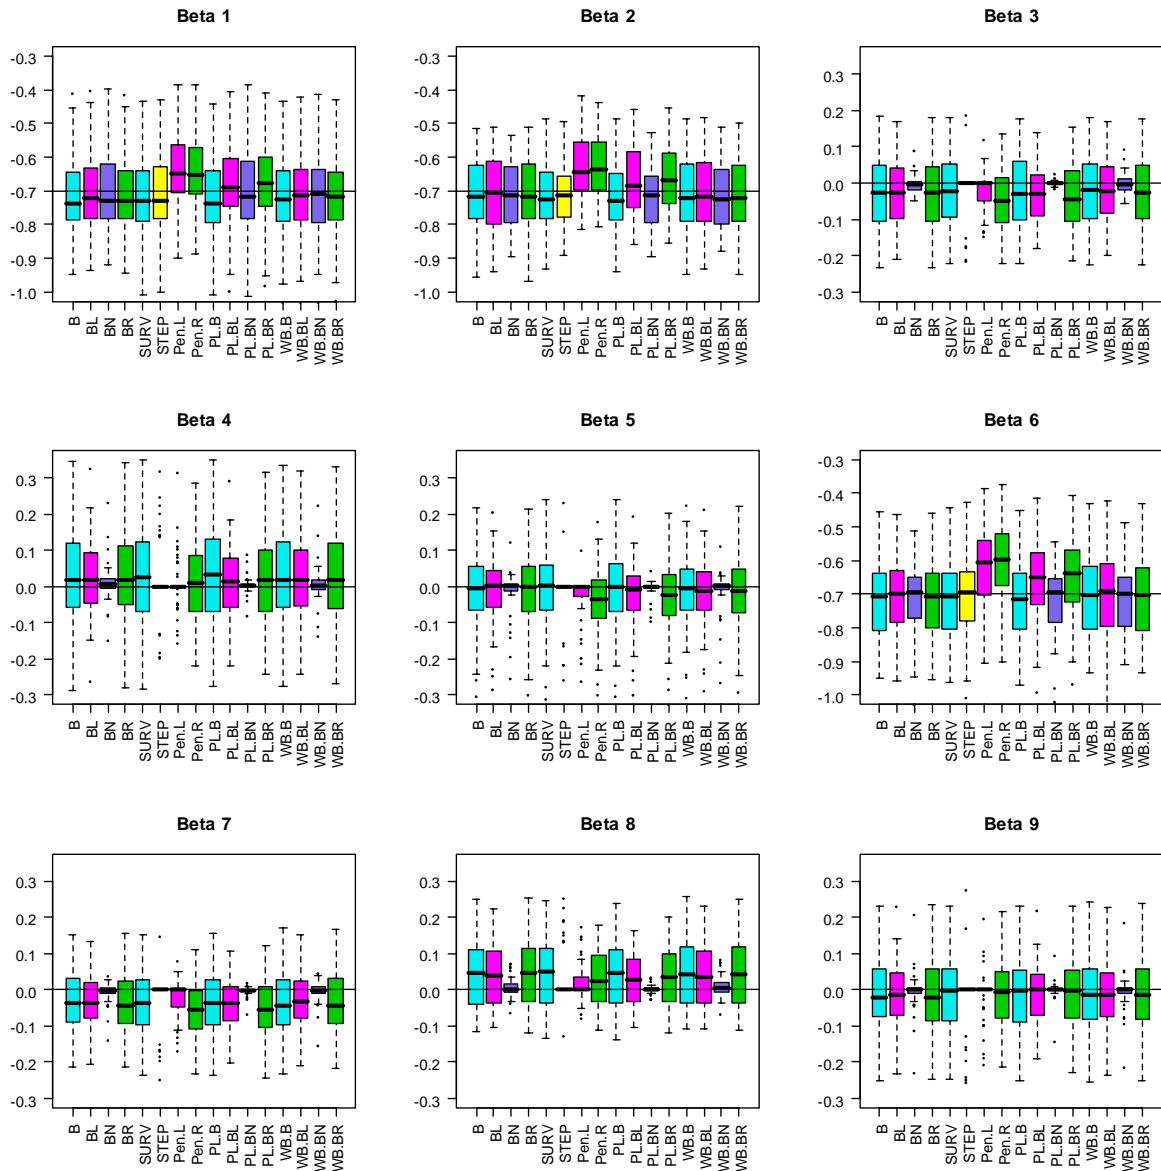 Beta 1 Beta 2 Beta 3
-0.3 -0.3 0.3
-0.4 -0.4 0.2
-0.5 -0.5 0.1
-0.6 -0.6 0.0
-0.7 -0.7 -0.1
-0.8 -0.8 -0.2
-0.9 -0.9 -0.3
-1.0 -1.0
B BL BN BR SURV STEP Pen.L Pen.R PL.B PL.BL PL.BN PL.BR WB.B WB.BL WB.BN WB.BR
B BL BN BR SURV STEP Pen.L Pen.R PL.B PL.BL PL.BN PL.BR WB.B WB.BL WB.BN WB.BR
B BL BN BR SURV STEP Pen.L Pen.R PL.B PL.BL PL.BN PL.BR WB.B WB.BL WB.BN WB.BR
Beta 4 Beta 5 Beta 6
0.3 0.3 -0.3
0.2 0.2 -0.4
0.1 0.1 -0.5
0.0 0.0 -0.6
-0.1 -0.1 -0.7
-0.2 -0.2 -0.8
-0.3 -0.3 -0.9
-1.0
B BL BN BR SURV STEP Pen.L Pen.R PL.B PL.BL PL.BN PL.BR WB.B WB.BL WB.BN WB.BR
B BL BN BR SURV STEP Pen.L Pen.R PL.B PL.BL PL.BN PL.BR WB.B WB.BL WB.BN WB.BR
B BL BN BR SURV STEP Pen.L Pen.R PL.B PL.BL PL.BN PL.BR WB.B WB.BL WB.BN WB.BR
Beta 7 Beta 8 Beta 9
0.3 0.3 0.3
0.2 0.2 0.2
0.1 0.1 0.1
0.0 0.0 0.0
-0.1 -0.1 -0.1
-0.2 -0.2 -0.2
-0.3 -0.3 -0.3
B BL BN BR SURV STEP Pen.L Pen.R PL.B PL.BL PL.BN PL.BR WB.B WB.BL WB.BN WB.BR
B BL BN BR SURV STEP Pen.L Pen.R PL.B PL.BL PL.BN PL.BR WB.B WB.BL WB.BN WB.BR
B BL BN BR SURV STEP Pen.L Pen.R PL.B PL.BL PL.BN PL.BR WB.B WB.BL WB.BN WB.BR